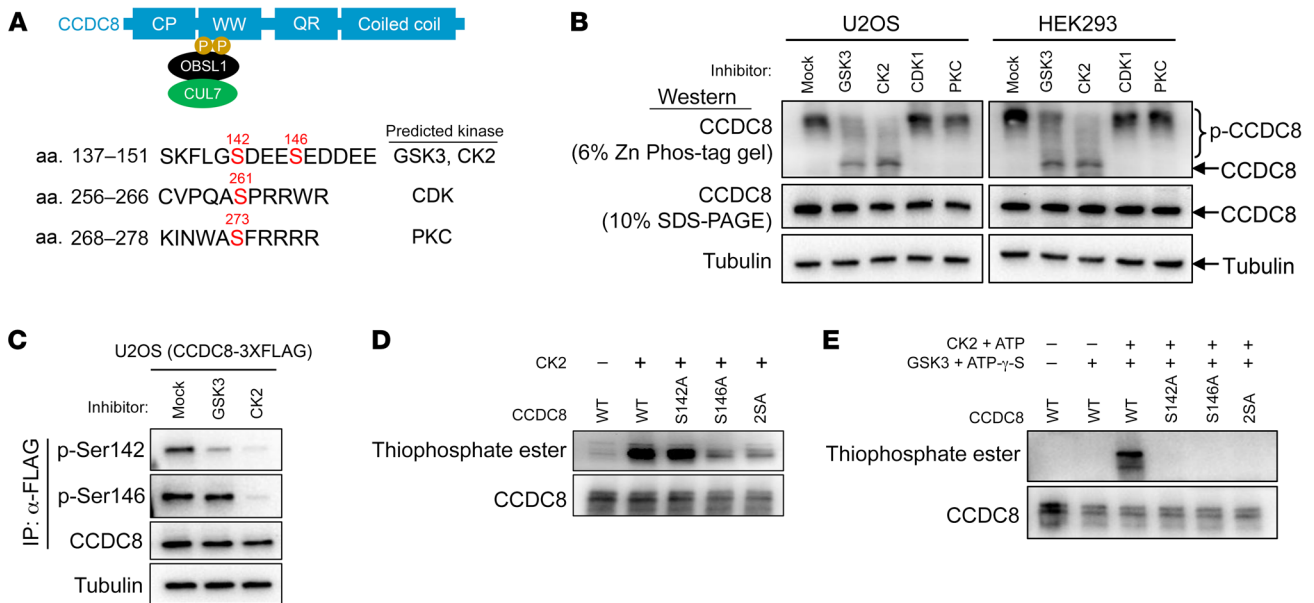 A
CCDC8
CP
WW
QR
Coiled coil
P P
OBSL1
CUL7
Predicted kinase
142 146
aa. 137–151 SKFLGSDEESEDDEE GSK3, CK2
261
aa. 256–266 CVPQASPRRWR CDK
273
aa. 268–278 KINWASFRRRR PKC
B
U2OS HEK293
Inhibitor: Mock GSK3 CK2 CDK1 PKC Mock GSK3 CK2 CDK1 PKC
Western
CCDC8
(6% Zn Phos-tag gel)
p-CCDC8
CCDC8
CCDC8
(10% SDS-PAGE)
CCDC8
Tubulin
Tubulin
C
U2OS (CCDC8-3XFLAG)
Inhibitor: Mock GSK3 CK2
IP: α-FLAG
p-Ser142
p-Ser146
CCDC8
Tubulin
D
CK2 – + + + +
CCDC8 WT WT S142A S146A 2SA
Thiophosphate ester
CCDC8
E
CK2 + ATP – – + + + +
GSK3 + ATP-γ-S – + + + + +
CCDC8 WT WT WT S142A S146A 2SA
Thiophosphate ester
CCDC8